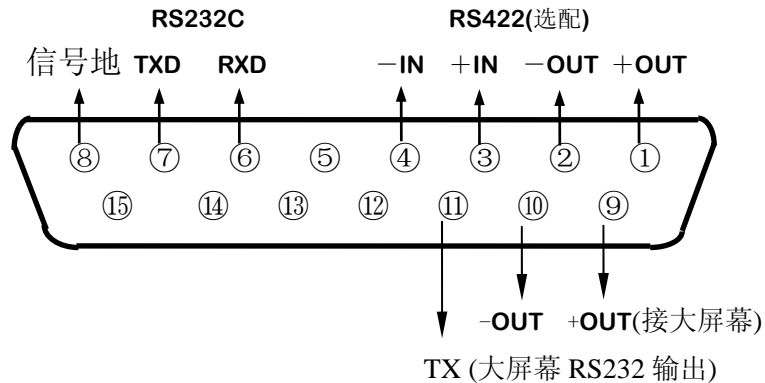 RS232C RS422(选配)
信号地 TXD RXD －IN ＋IN －OUT ＋OUT
⑧ ⑦ ⑥ ⑤ ④ ③ ② ①
⑮ ⑭ ⑬ ⑫ ⑪ ⑩ ⑨
-OUT +OUT(接大屏幕)
TX (大屏幕 RS232 输出)